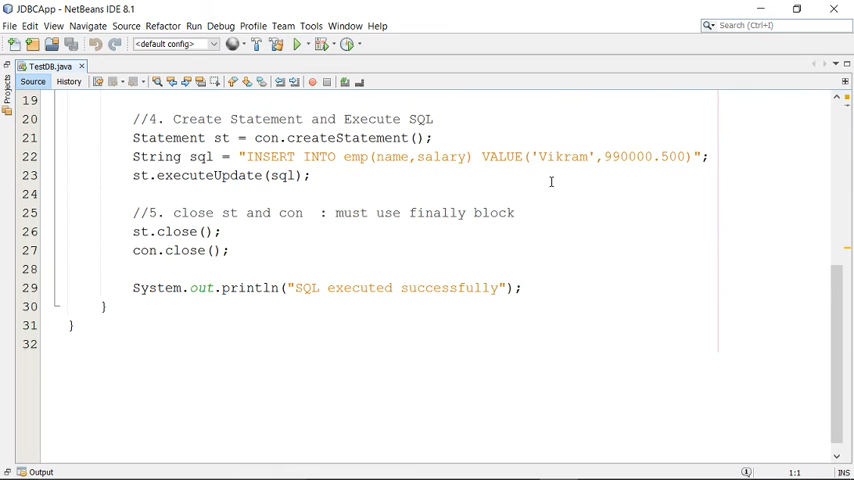 JDBCApp - NetBeans IDE 8.1
File Edit View Navigate Source Refactor Run Debug Profile Team Tools Window Help
Search (Ctrl+I)
<default config>
TestDB.java
Source History
Projects
19
20 //4. Create Statement and Execute SQL
21 Statement st = con.createStatement();
22 String sql = "INSERT INTO emp(name,salary) VALUE('Vikram',990000.500)";
23 st.executeUpdate(sql);
24
25 //5. close st and con : must use finally block
26 st.close();
27 con.close();
28
29 System.out.println("SQL executed successfully");
30 }
31 }
32
Output
1:1 INS